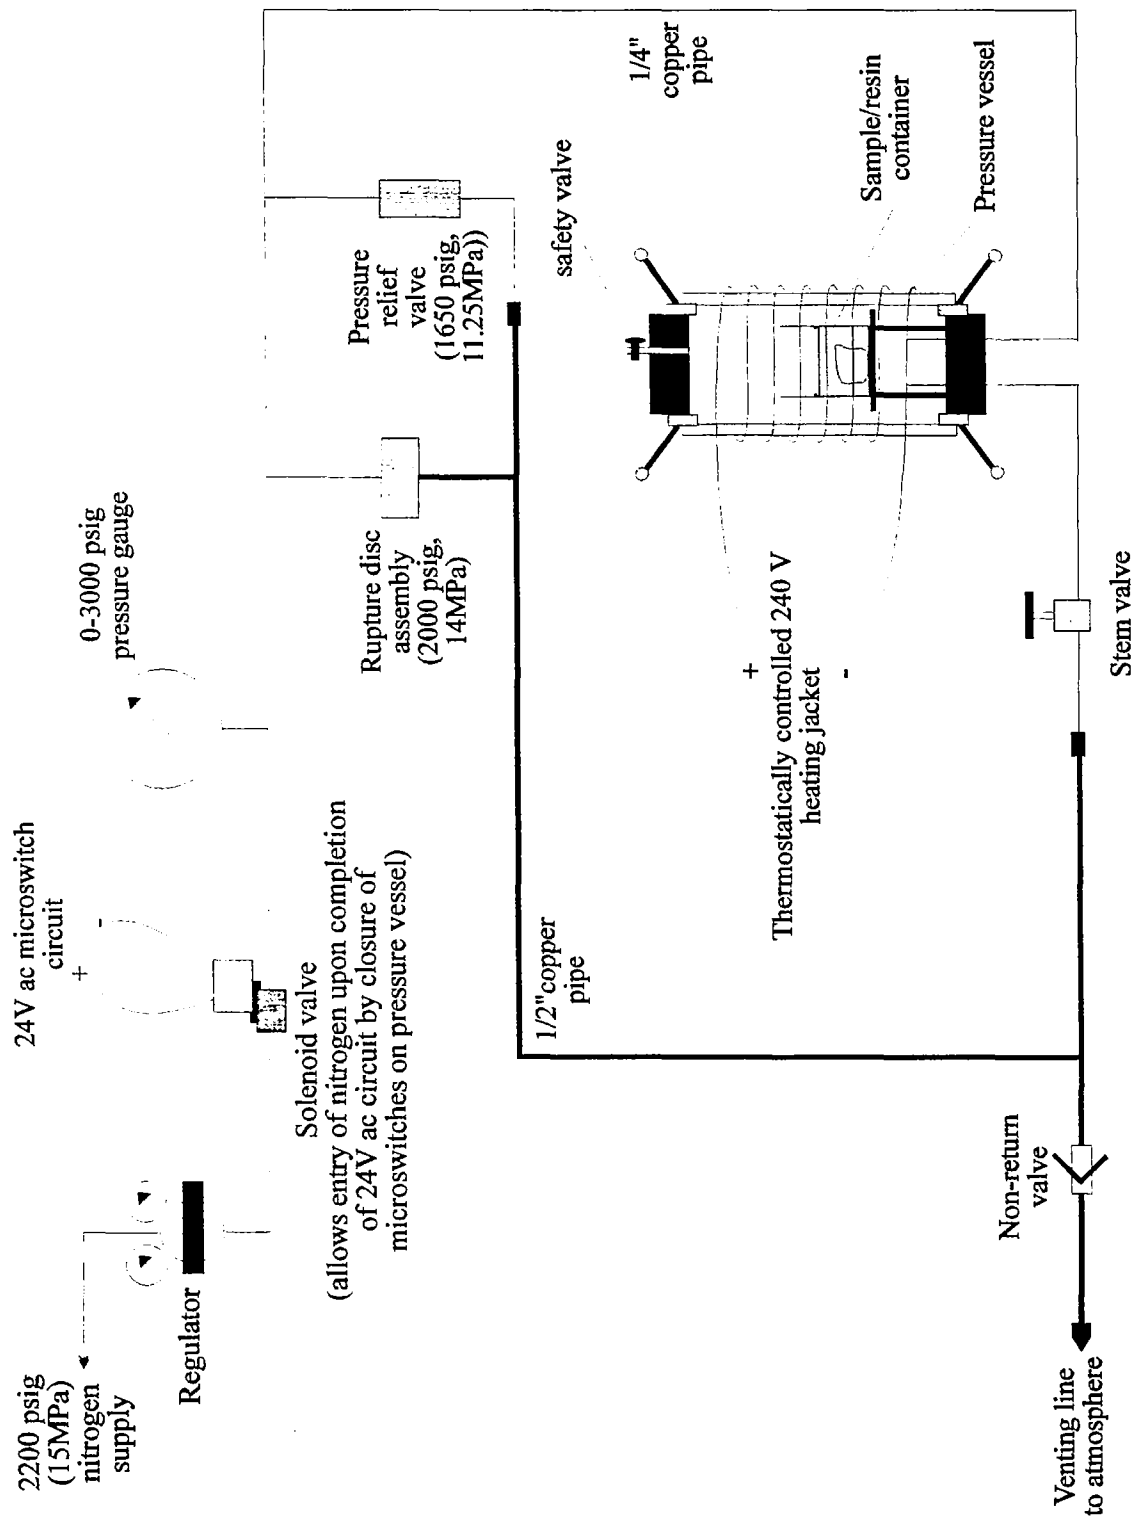 2200 psig
(15MPa)
nitrogen
supply
Regulator
24V ac microswitch
circuit
+
-
Solenoid valve
(allows entry of nitrogen upon completion
of 24V ac circuit by closure of
microswitches on pressure vessel)
0-3000 psig
pressure gauge
Rupture disc
assembly
(2000 psig,
14MPa)
Pressure
relief
valve
(1650 psig,
11.25MPa))
1/2" copper
pipe
1/4"
copper
pipe
safety valve
Sample/resin
container
Pressure vessel
+
Thermostatically controlled 240 V
heating jacket
-
Stem valve
Non-return
valve
Venting line
to atmosphere